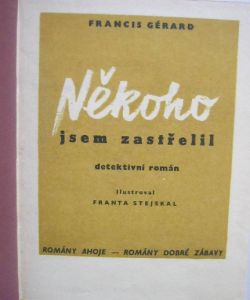 FRANCIS GÉRARD
Někoho
jsem zastřelil
detektivní román
Ilustroval
FRANTA STEJSKAL
ROMÁNY AHOJE — ROMÁNY DOBRÉ ZÁBAVY